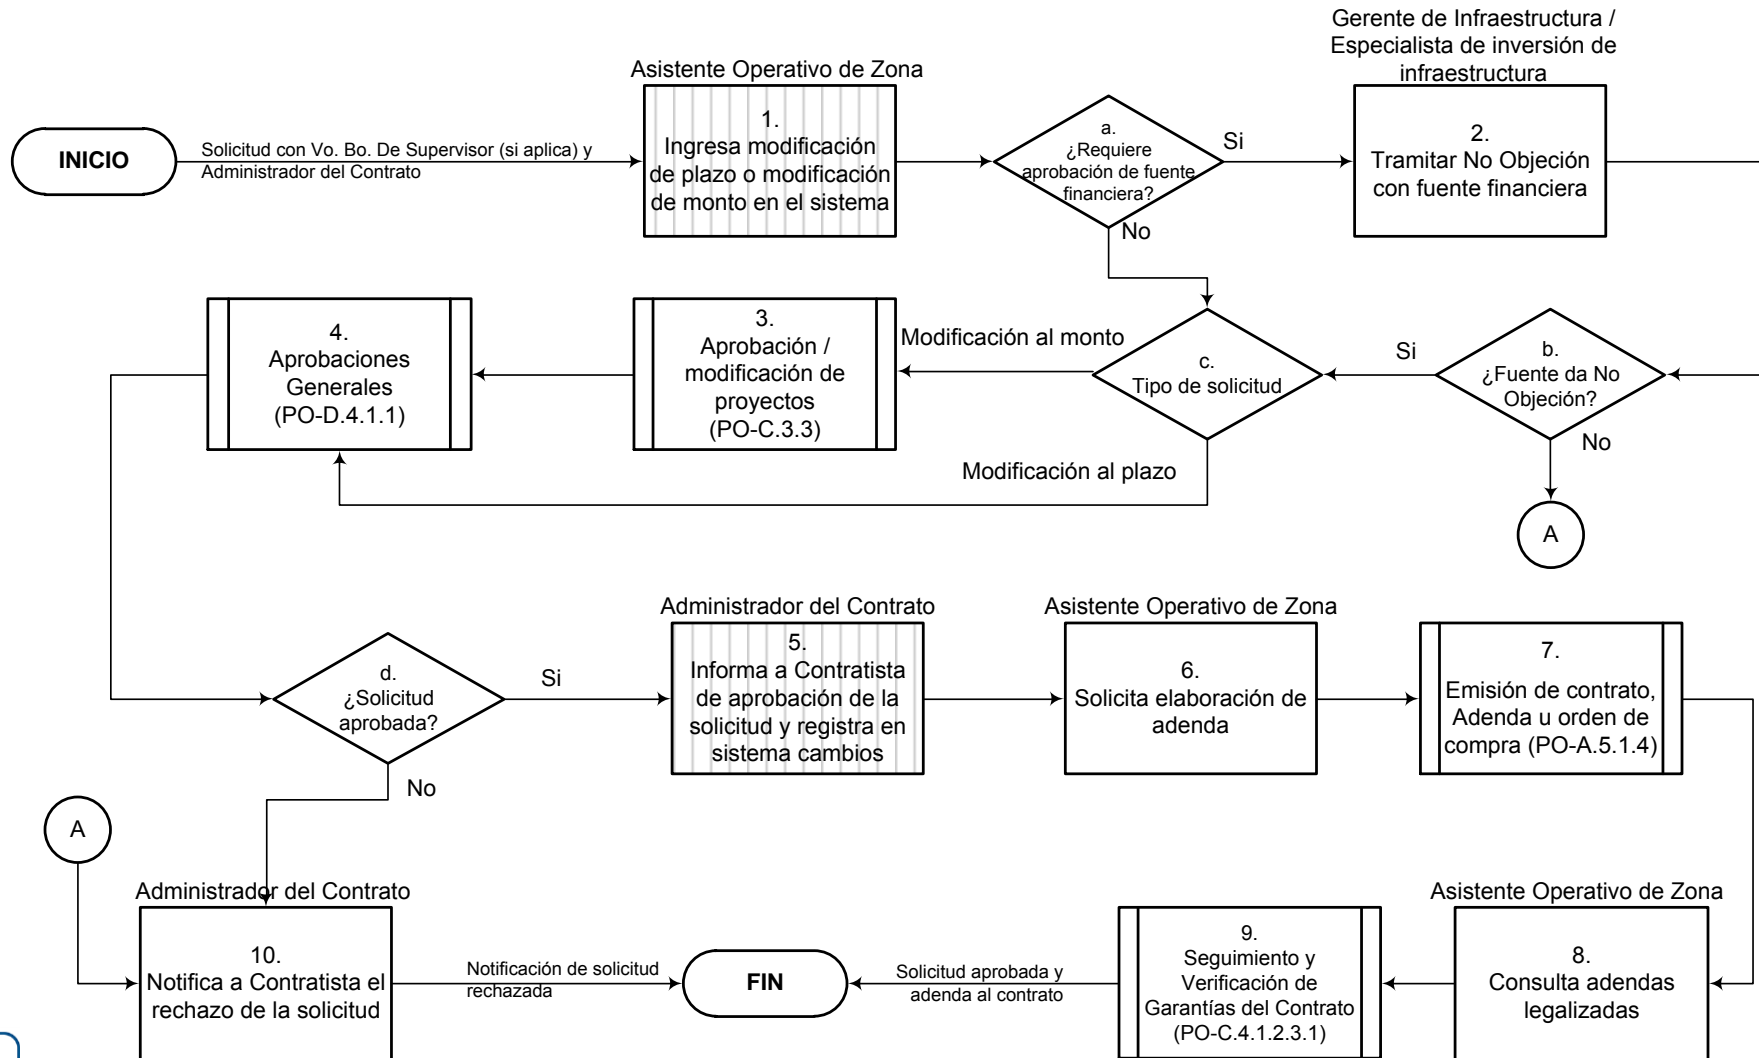 Gerente de Infraestructura /
Especialista de inversión de
infraestructura
Asistente Operativo de Zona
INICIO
Solicitud con Vo. Bo. De Supervisor (si aplica) y
Administrador del Contrato
1.
Ingresa modificación
de plazo o modificación
de monto en el sistema
a.
¿Requiere
aprobación de fuente
financiera?
Si
No
2.
Tramitar No Objeción
con fuente financiera
4.
Aprobaciones
Generales
(PO-D.4.1.1)
3.
Aprobación /
modificación de
proyectos
(PO-C.3.3)
Modificación al monto
c.
Tipo de solicitud
Si
b.
¿Fuente da No
Objeción?
No
Modificación al plazo
A
Administrador del Contrato
Asistente Operativo de Zona
d.
¿Solicitud
aprobada?
Si
No
5.
Informa a Contratista
de aprobación de la
solicitud y registra en
sistema cambios
6.
Solicita elaboración de
adenda
7.
Emisión de contrato,
Adenda u orden de
compra (PO-A.5.1.4)
A
Administrador del Contrato
10.
Notifica a Contratista el
rechazo de la solicitud
Notificación de solicitud
rechazada
FIN
Solicitud aprobada y
adenda al contrato
9.
Seguimiento y
Verificación de
Garantías del Contrato
(PO-C.4.1.2.3.1)
Asistente Operativo de Zona
8.
Consulta adendas
legalizadas